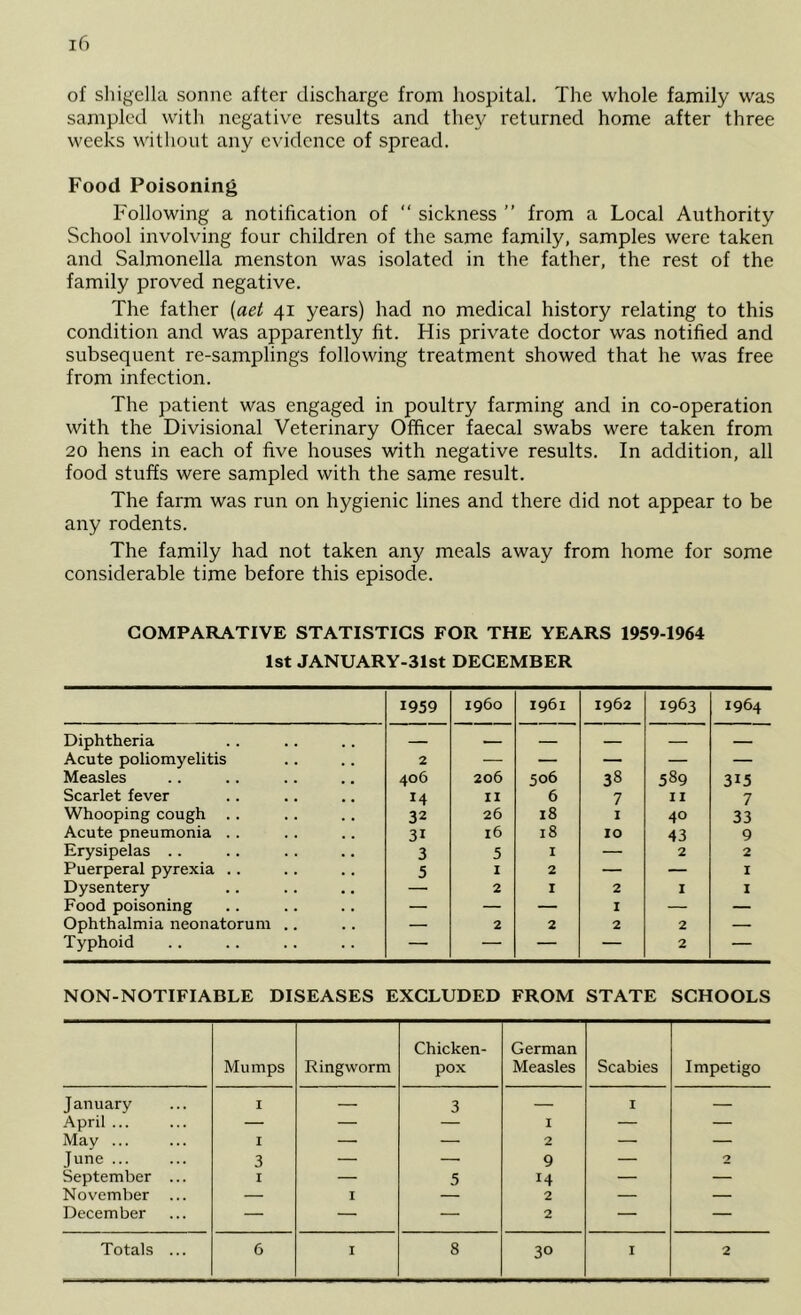 16
of shigella sonne after discharge from hospital. The whole family was
sampled with negative results and they returned home after three
weeks without any evidence of spread.
Food Poisoning
Following a notification of “ sickness ” from a Local Authority
School involving four children of the same family, samples were taken
and Salmonella menston was isolated in the father, the rest of the
family proved negative.
The father (aet 41 years) had no medical history relating to this
condition and was apparently fit. His private doctor was notified and
subsequent re-samplings following treatment showed that he was free
from infection.
The patient was engaged in poultry farming and in co-operation
with the Divisional Veterinary Officer faecal swabs were taken from
20 hens in each of five houses with negative results. In addition, all
food stuffs were sampled with the same result.
The farm was run on hygienic lines and there did not appear to be
any rodents.
The family had not taken any meals away from home for some
considerable time before this episode.
COMPARATIVE STATISTICS FOR THE YEARS 1959-1964
1st JANUARY-31st DECEMBER
1959 1960 1961 1962 1963 1964
Diphtheria .. .. .. — — — — — —
Acute poliomyelitis .. .. 2 — — — — —
Measles .. .. .. .. 406 206 506 38 589 315
Scarlet fever .. .. .. 14 11 6 7 11 7
Whooping cough .. .. .. 32 26 18 1 40 33
Acute pneumonia .. .. .. 31 16 18 10 43 9
Erysipelas .. .. .. .. 3 5 1 — 2 2
Puerperal pyrexia .. .. .. 5 1 2 — — 1
Dysentery .. .. .. — 2 1 2 1 1
Food poisoning .. .. .. — — — 1 — —
Ophthalmia neonatorum .. .. — 2 2 2 2 —
Typhoid .. .. .. .. — — — — 2 —
NON-NOTIFIABLE DISEASES EXCLUDED FROM STATE SCHOOLS
Mumps Ringworm Chicken-pox German Measles Scabies Impetigo
January ... 1 — 3 — 1 —
April ... ... — — — 1 — —
May ... ... 1 — — 2 — —
June ... ... 3 — — 9 — 2
September ... 1 — 5 14 — —
November ... — 1 — 2 — —
December ... — — — 2 — —
Totals ... 6 1 8 30 1 2